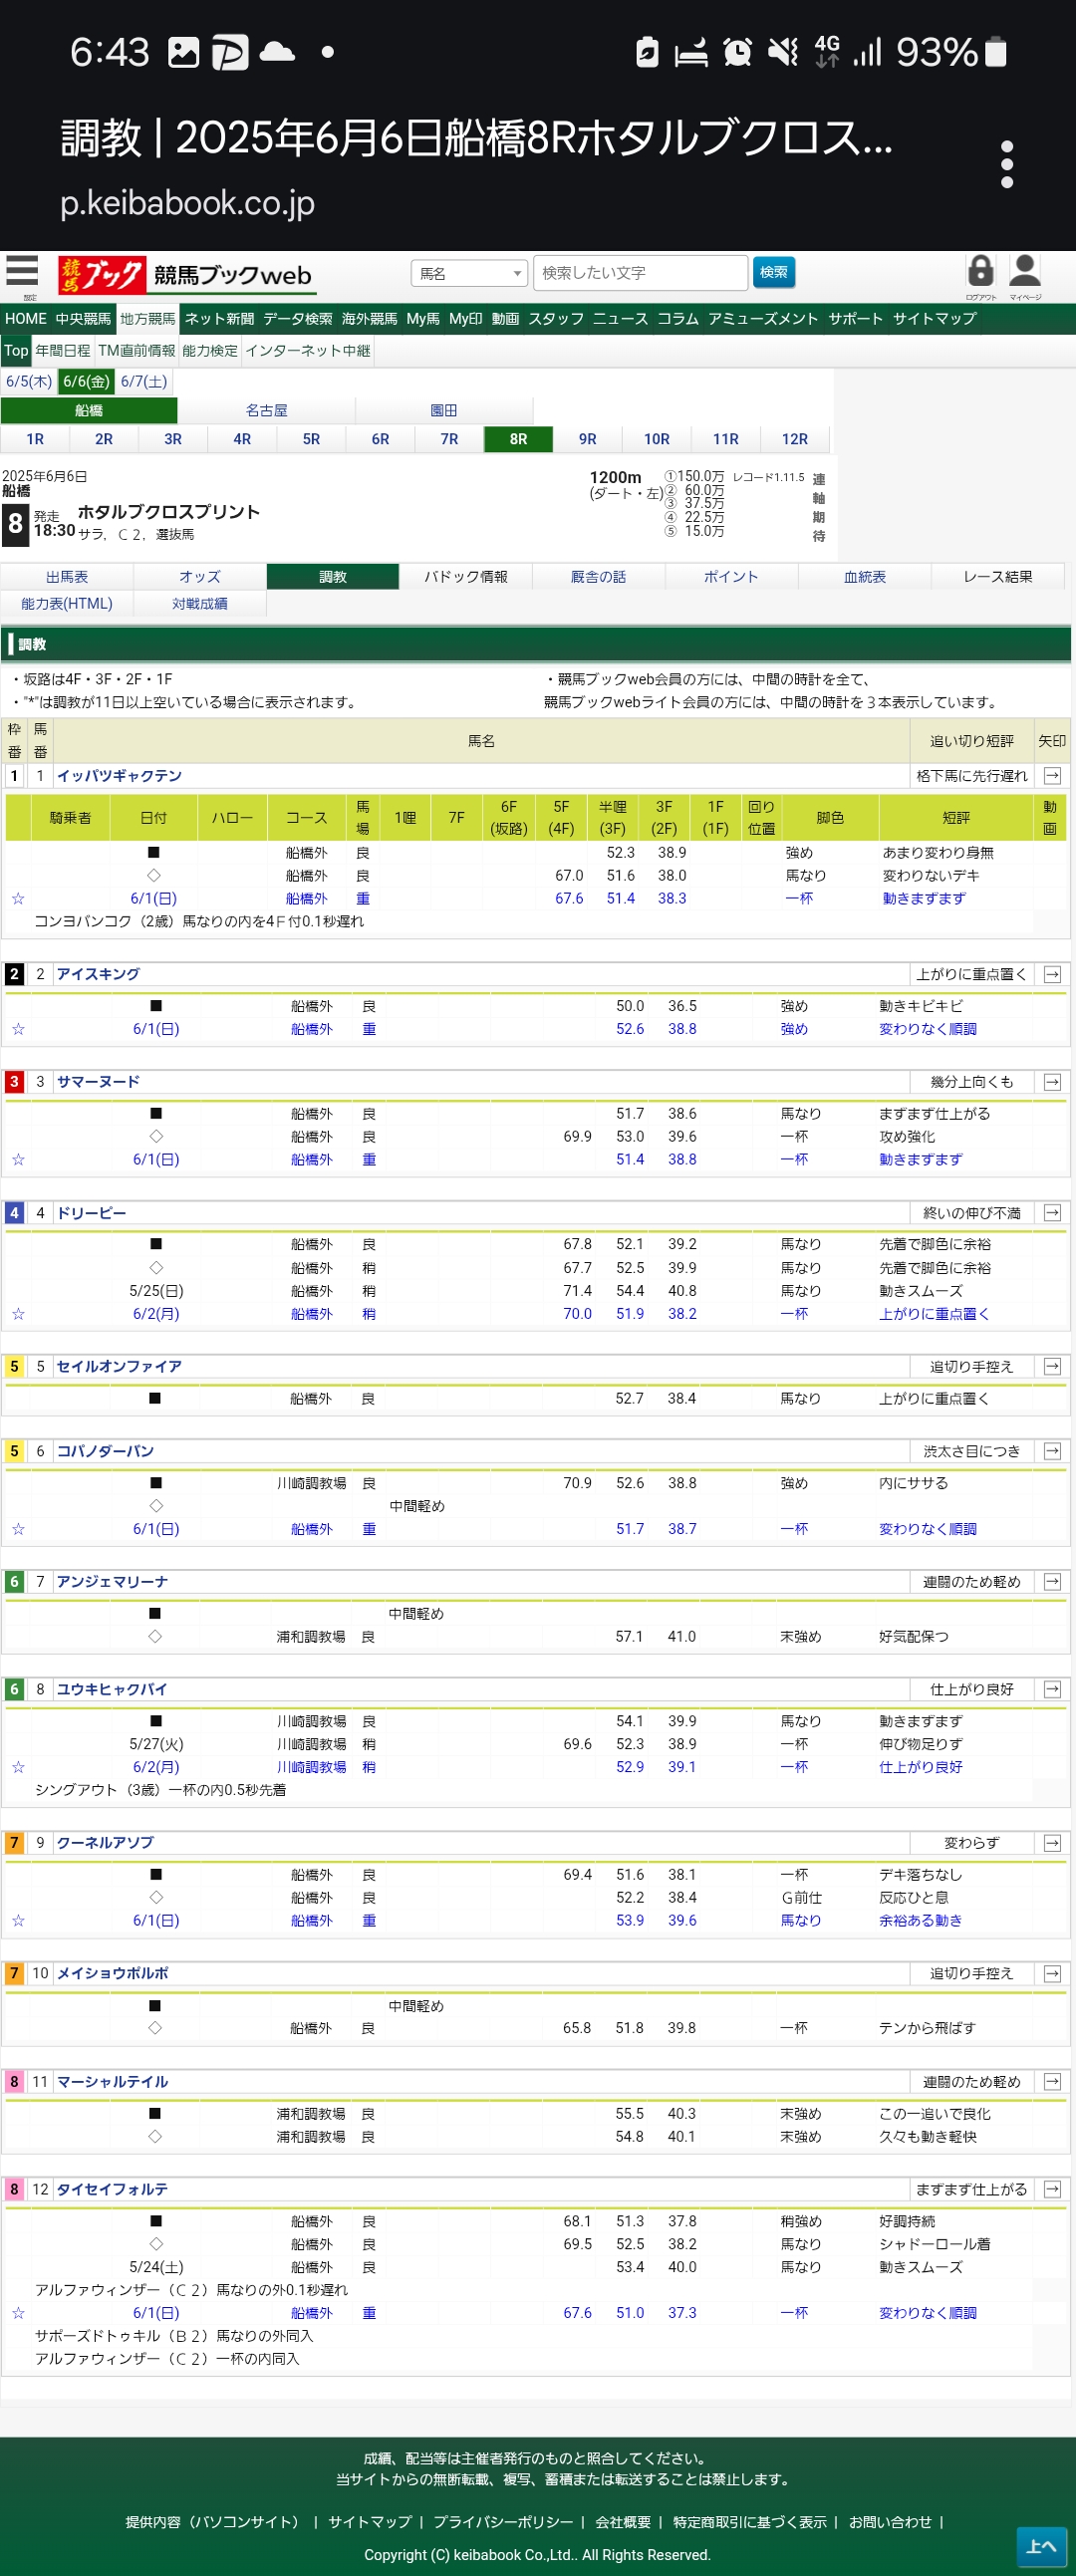 6:43 4G 93%
調教 | 2025年6月6日船橋8Rホタルブクロス...
p.keibabook.co.jp
設定 競馬ブック 競馬ブックweb 馬名 検索したい文字 検索 ログアウト マイページ
HOME 中央競馬 地方競馬 ネット新聞 データ検索 海外競馬 My馬 My印 動画 スタッフ ニュース コラム アミューズメント サポート サイトマップ
Top 年間日程 TM直前情報 能力検定 インターネット中継
6/5(木) 6/6(金) 6/7(土)
船橋 名古屋 園田
1R 2R 3R 4R 5R 6R 7R 8R 9R 10R 11R 12R
2025年6月6日
船橋
8 発走 18:30 ホタルブクロスプリント
サラ, Ｃ２, 選抜馬
1200m
(ダート・左)
①150.0万 レコード1.11.5
② 60.0万
③ 37.5万
④ 22.5万
⑤ 15.0万
連軸期待
出馬表 オッズ 調教 パドック情報 厩舎の話 ポイント 血統表 レース結果
能力表(HTML) 対戦成績
調教
・坂路は4F・3F・2F・1F
・"*"は調教が11日以上空いている場合に表示されます。
・競馬ブックweb会員の方には、中間の時計を全て、
競馬ブックwebライト会員の方には、中間の時計を３本表示しています。
枠番 馬番 馬名 追い切り短評 矢印
1 1 イッパツギャクテン 格下馬に先行遅れ →
騎乗者 日付 ハロー コース 馬場 1哩 7F 6F(坂路) 5F(4F) 半哩(3F) 3F(2F) 1F(1F) 回り位置 脚色 短評 動画
■ 船橋外 良 52.3 38.9 強め あまり変わり身無
◇ 船橋外 良 67.0 51.6 38.0 馬なり 変わりないデキ
☆ 6/1(日) 船橋外 重 67.6 51.4 38.3 一杯 動きまずまず
コンヨバンコク（2歳）馬なりの内を4Ｆ付0.1秒遅れ
2 2 アイスキング 上がりに重点置く →
■ 船橋外 良 50.0 36.5 強め 動きキビキビ
☆ 6/1(日) 船橋外 重 52.6 38.8 強め 変わりなく順調
3 3 サマーヌード 幾分上向くも →
■ 船橋外 良 51.7 38.6 馬なり まずまず仕上がる
◇ 船橋外 良 69.9 53.0 39.6 一杯 攻め強化
☆ 6/1(日) 船橋外 重 51.4 38.8 一杯 動きまずまず
4 4 ドリーピー 終いの伸び不満 →
■ 船橋外 良 67.8 52.1 39.2 馬なり 先着で脚色に余裕
◇ 船橋外 稍 67.7 52.5 39.9 馬なり 先着で脚色に余裕
5/25(日) 船橋外 稍 71.4 54.4 40.8 馬なり 動きスムーズ
☆ 6/2(月) 船橋外 稍 70.0 51.9 38.2 一杯 上がりに重点置く
5 5 セイルオンファイア 追切り手控え →
■ 船橋外 良 52.7 38.4 馬なり 上がりに重点置く
5 6 コパノダーバン 渋太さ目につき →
■ 川崎調教場 良 70.9 52.6 38.8 強め 内にササる
◇ 中間軽め
☆ 6/1(日) 船橋外 重 51.7 38.7 一杯 変わりなく順調
6 7 アンジェマリーナ 連闘のため軽め →
■ 中間軽め
◇ 浦和調教場 良 57.1 41.0 末強め 好気配保つ
6 8 ユウキヒャクバイ 仕上がり良好 →
■ 川崎調教場 良 54.1 39.9 馬なり 動きまずまず
5/27(火) 川崎調教場 稍 69.6 52.3 38.9 一杯 伸び物足りず
☆ 6/2(月) 川崎調教場 稍 52.9 39.1 一杯 仕上がり良好
シングアウト（3歳）一杯の内0.5秒先着
7 9 クーネルアソブ 変わらず →
■ 船橋外 良 69.4 51.6 38.1 一杯 デキ落ちなし
◇ 船橋外 良 52.2 38.4 Ｇ前仕 反応ひと息
☆ 6/1(日) 船橋外 重 53.9 39.6 馬なり 余裕ある動き
7 10 メイショウボルボ 追切り手控え →
■ 中間軽め
◇ 船橋外 良 65.8 51.8 39.8 一杯 テンから飛ばす
8 11 マーシャルテイル 連闘のため軽め →
■ 浦和調教場 良 55.5 40.3 末強め この一追いで良化
◇ 浦和調教場 良 54.8 40.1 末強め 久々も動き軽快
8 12 タイセイフォルテ まずまず仕上がる →
■ 船橋外 良 68.1 51.3 37.8 稍強め 好調持続
◇ 船橋外 良 69.5 52.5 38.2 馬なり シャドーロール着
5/24(土) 船橋外 良 53.4 40.0 馬なり 動きスムーズ
アルファウィンザー（Ｃ２）馬なりの外0.1秒遅れ
☆ 6/1(日) 船橋外 重 67.6 51.0 37.3 一杯 変わりなく順調
サポーズドトゥキル（Ｂ２）馬なりの外同入
アルファウィンザー（Ｃ２）一杯の内同入
成績、配当等は主催者発行のものと照合してください。
当サイトからの無断転載、複写、蓄積または転送することは禁止します。
提供内容（パソコンサイト） | サイトマップ | プライバシーポリシー | 会社概要 | 特定商取引に基づく表示 | お問い合わせ |
Copyright (C) keibabook Co.,Ltd.. All Rights Reserved.
上へ